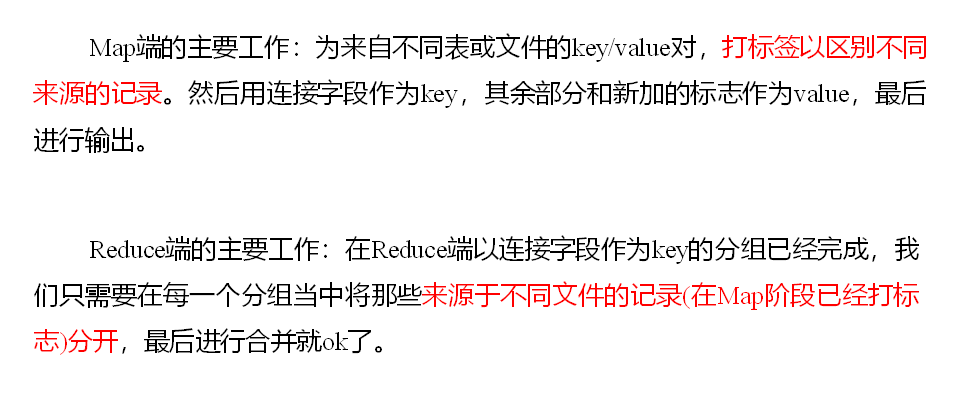 Map端的主要工作：为来自不同表或文件的key/value对，打标签以区别不同
来源的记录。然后用连接字段作为key，其余部分和新加的标志作为value，最后
进行输出。
Reduce端的主要工作：在Reduce端以连接字段作为key的分组已经完成，我
们只需要在每一个分组当中将那些来源于不同文件的记录(在Map阶段已经打标
志)分开，最后进行合并就ok了。